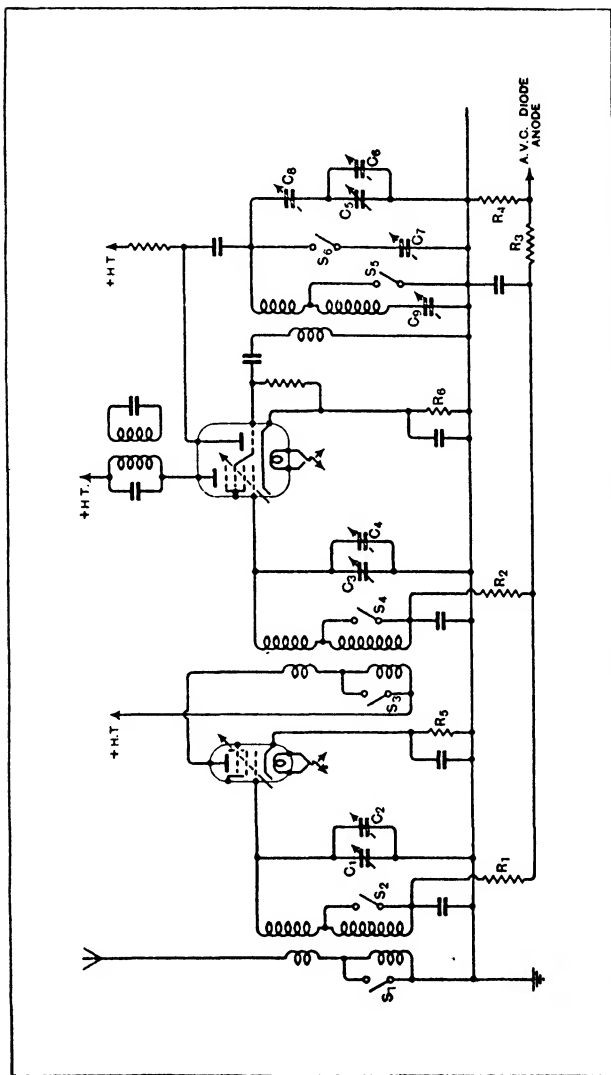 +H.T
+H.T.
+HT
S1
S2
C1
C2
R1
R5
S3
S4
C3
C4
R2
R6
C9
S5
S6
C7
C8
C5
C6
R4
R3
A.V.C. DIODE
ANODE